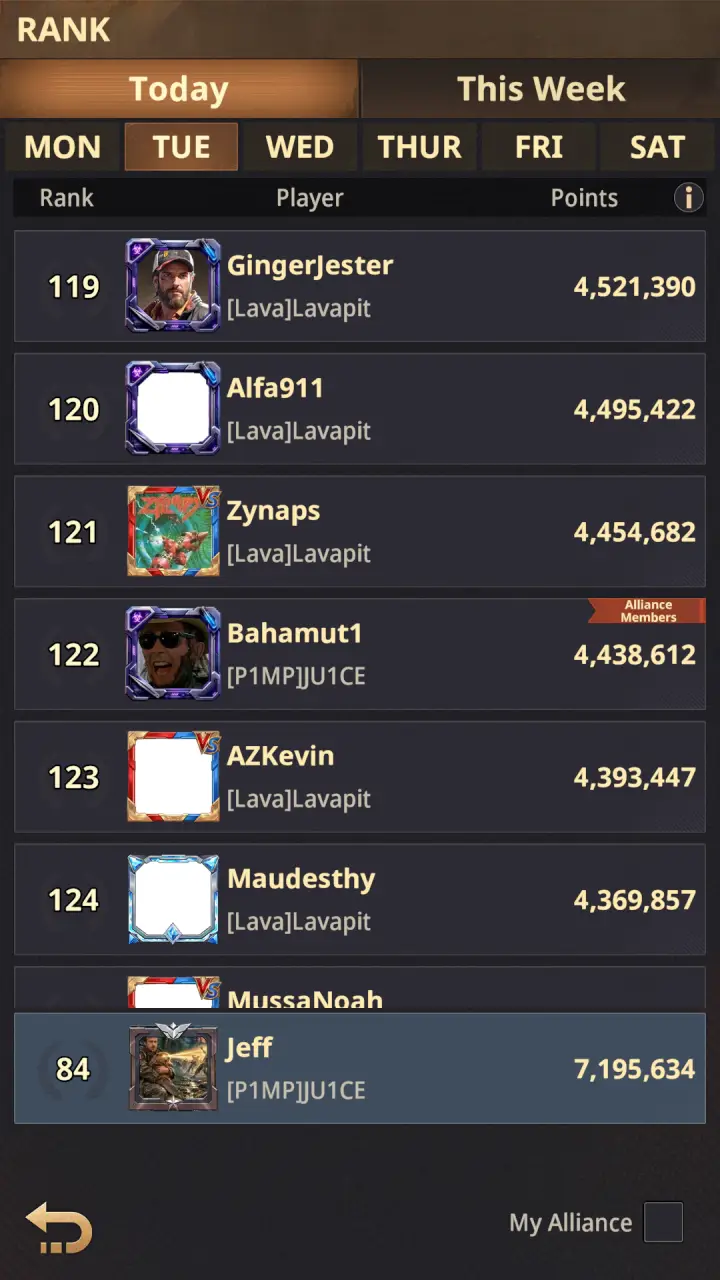 RANK
Today
This Week
MON
TUE
WED
THUR
FRI
SAT
Rank
Player
Points
119
GingerJester
[Lava]Lavapit
4,521,390
120
Alfa911
[Lava]Lavapit
4,495,422
VS
121
Zynaps
[Lava]Lavapit
4,454,682
Alliance
Members
122
Bahamut1
[P1MP]JU1CE
4,438,612
VS
123
AZKevin
[Lava]Lavapit
4,393,447
124
Maudesthy
[Lava]Lavapit
4,369,857
VS
MussaNoah
84
Jeff
[P1MP]JU1CE
7,195,634
My Alliance